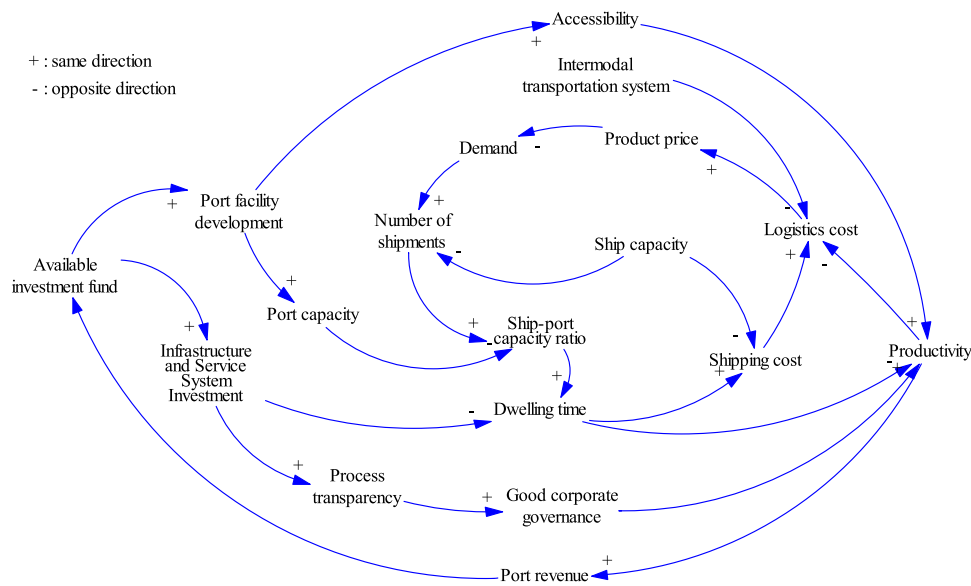 Accessibility
+
+ : same direction
- : opposite direction
Intermodal
transportation system
Demand
-
Product price
+
+
Port facility
development
Number of
shipments
+
-
Ship capacity
-
Logistics cost
+
-
Available
investment fund
+
Port capacity
+
Infrastructure
and Service
System
Investment
+
-
Ship-port
capacity ratio
+
-
Shipping cost
+
+
Productivity
-
+
-
Dwelling time
+
Process
transparency
+
Good corporate
governance
Port revenue
+